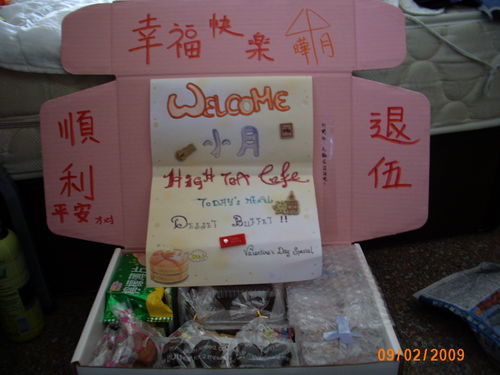 幸福快樂
曄月
順利
平安
退伍
WELCOME
小月
High Tea Cafe
TODAY's MENU
DESSERT BUFFET !!
Valentine's Day Special
09/02/2009